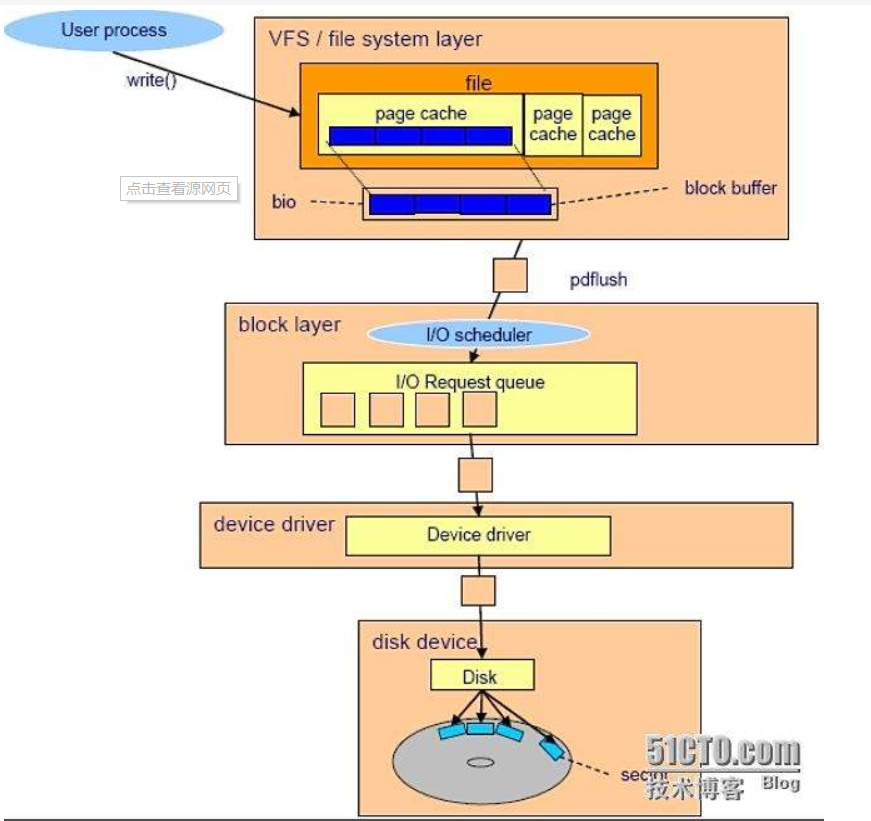 User process
VFS / file system layer
write()
file
page cache
page
cache
page
cache
点击查看源网页
bio
block buffer
pdflush
block layer
I/O scheduler
I/O Request queue
device driver
Device driver
disk device
Disk
51CTO.com
技术博客 Blog